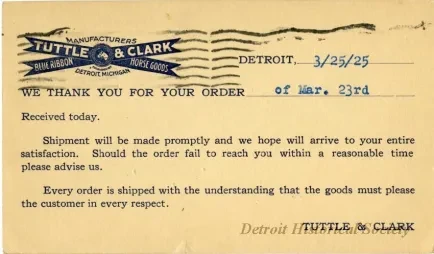 MANUFACTURERS
TUTTLE & CLARK
BLUE RIBBON HORSE GOODS
DETROIT, MICHIGAN
DETROIT, 3/25/25
WE THANK YOU FOR YOUR ORDER of Mar. 23rd
Received today.
Shipment will be made promptly and we hope will arrive to your entire
satisfaction. Should the order fail to reach you within a reasonable time
please advise us.
Every order is shipped with the understanding that the goods must please
the customer in every respect.
TUTTLE & CLARK
Detroit Historical Society